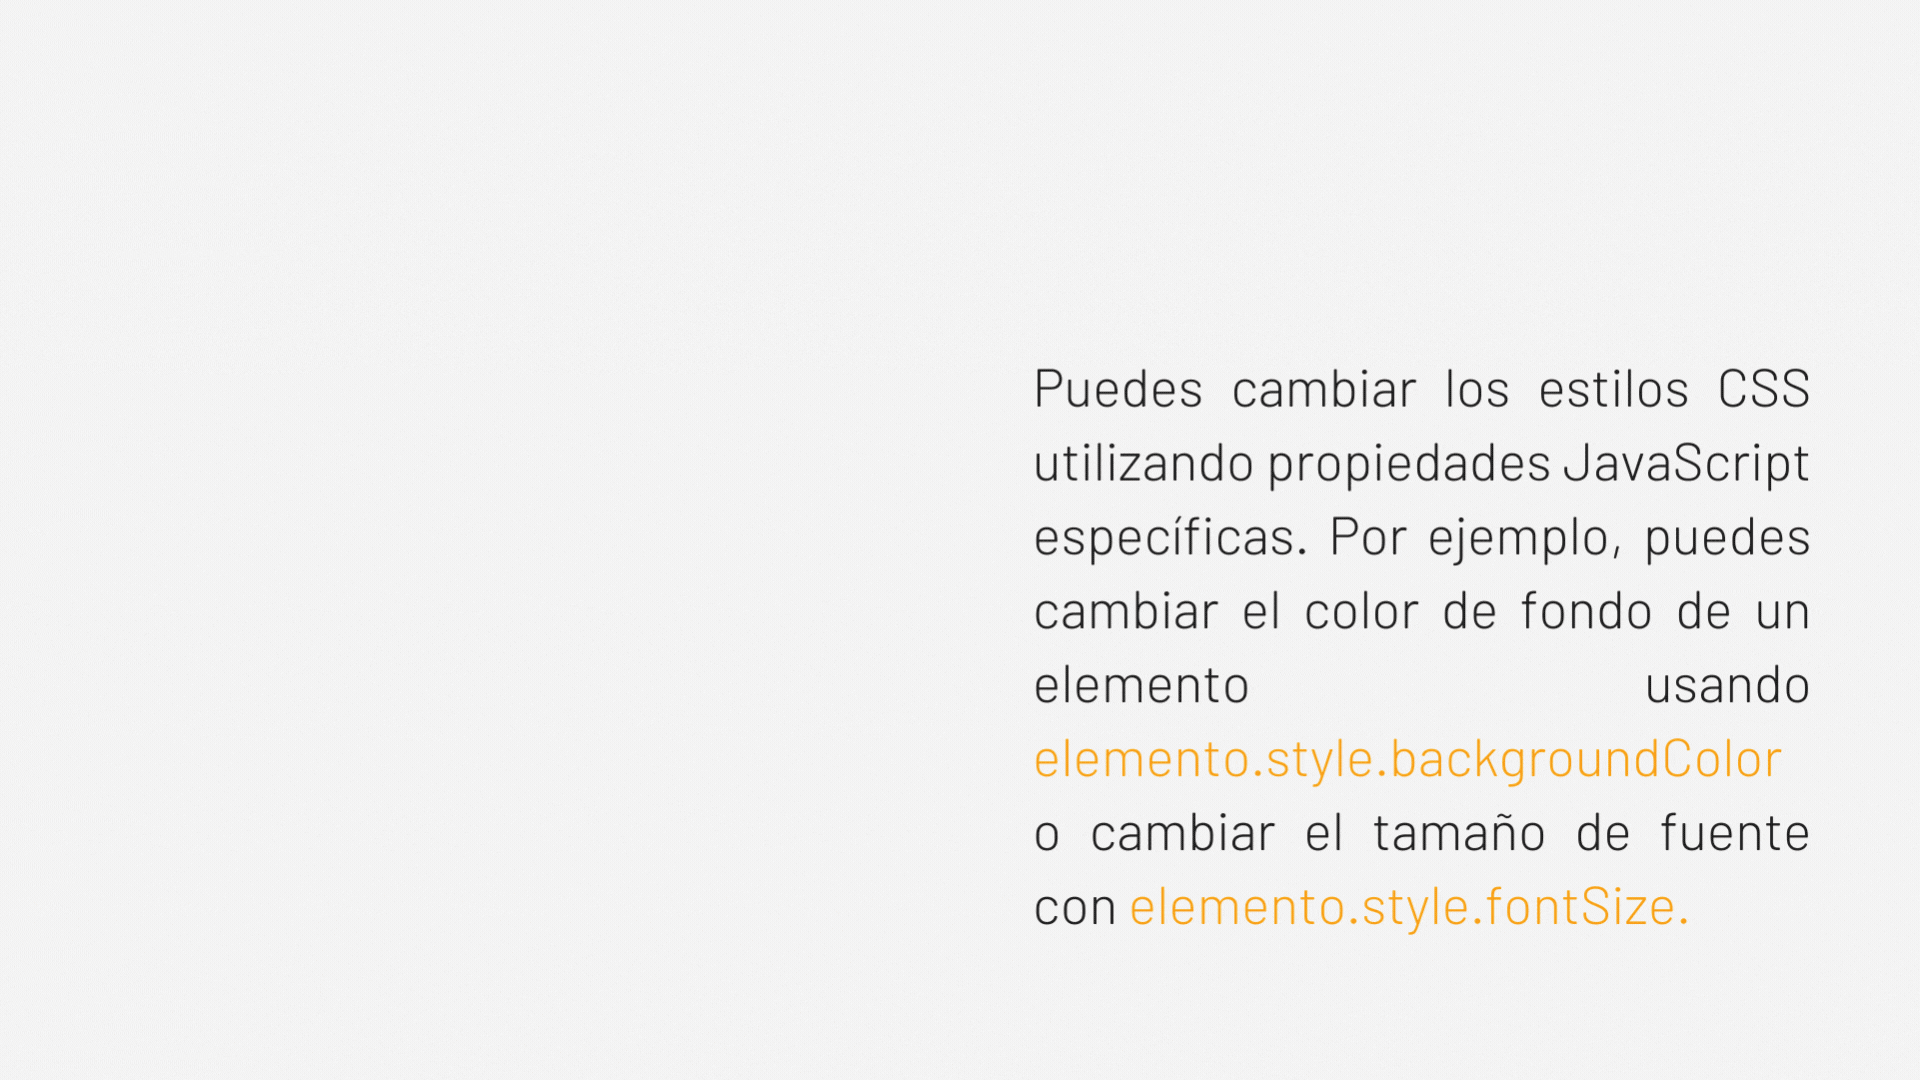 Puedes cambiar los estilos CSS
utilizando propiedades JavaScript
específicas. Por ejemplo, puedes
cambiar el color de fondo de un
elemento usando
elemento.style.backgroundColor
o cambiar el tamaño de fuente
con elemento.style.fontSize.